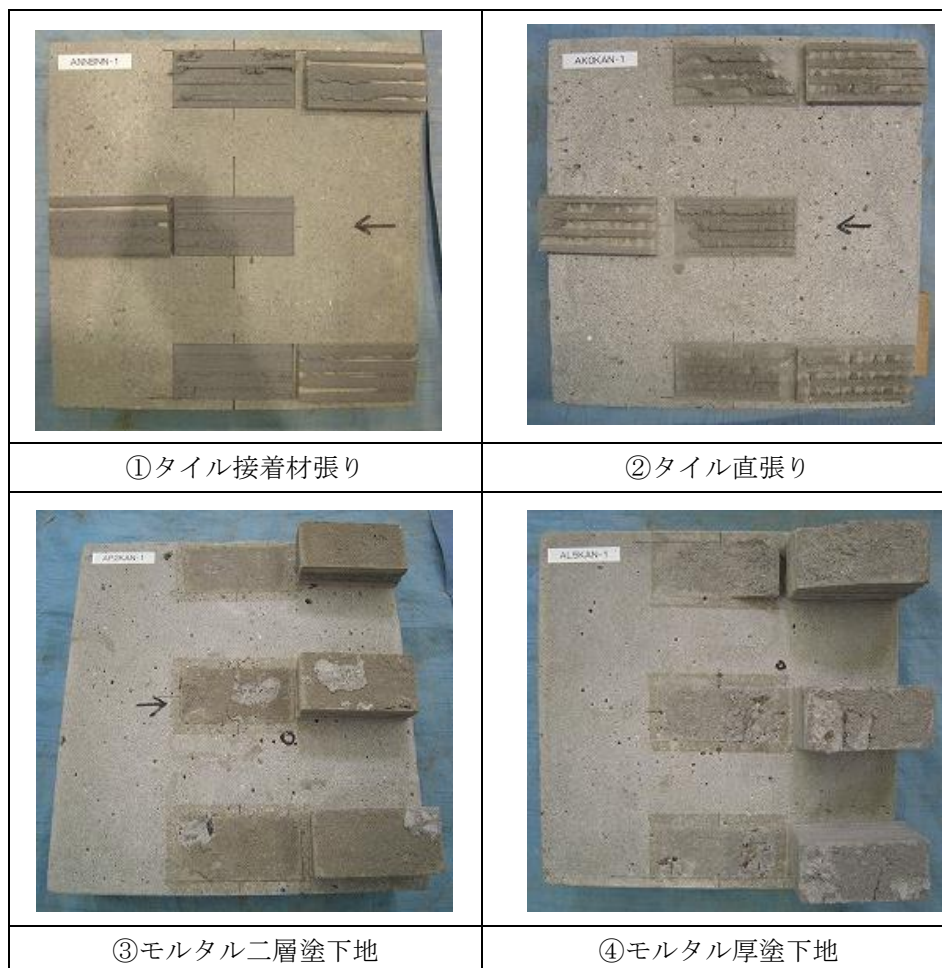 ANNBNN-1
AK0KAN-1
①タイル接着材張り
②タイル直張り
AP2KAN-1
AL5KAN-1
③モルタル二層塗下地
④モルタル厚塗下地